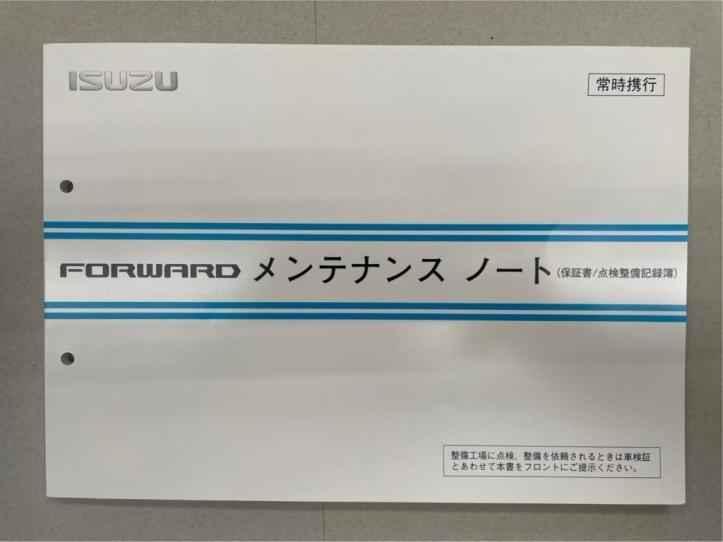 ISUZU
常時携行
FORWARD メンテナンス ノート(保証書/点検整備記録簿)
整備工場に点検、整備を依頼されるときは車検証
とあわせて本書をフロントにご提示ください。